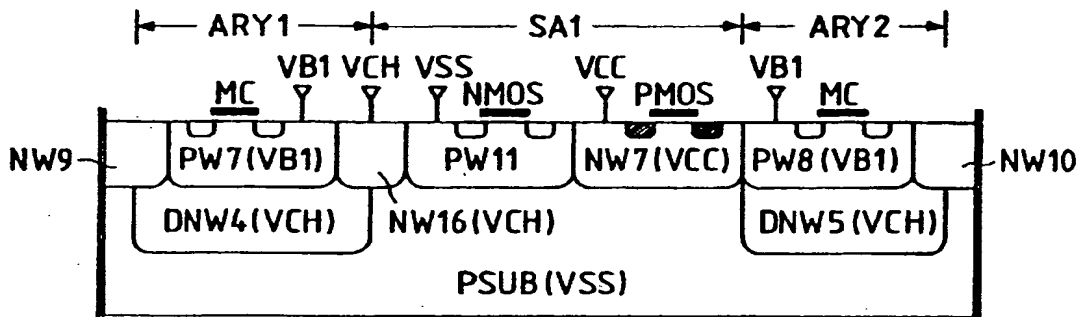 ARY1 SA1 ARY2
VB1 VCH VSS VCC VB1
MC NMOS PMOS MC
NW9 PW7(VB1) PW11 NW7(VCC) PW8(VB1) NW10
DNW4(VCH) NW16(VCH) DNW5(VCH)
PSUB(VSS)